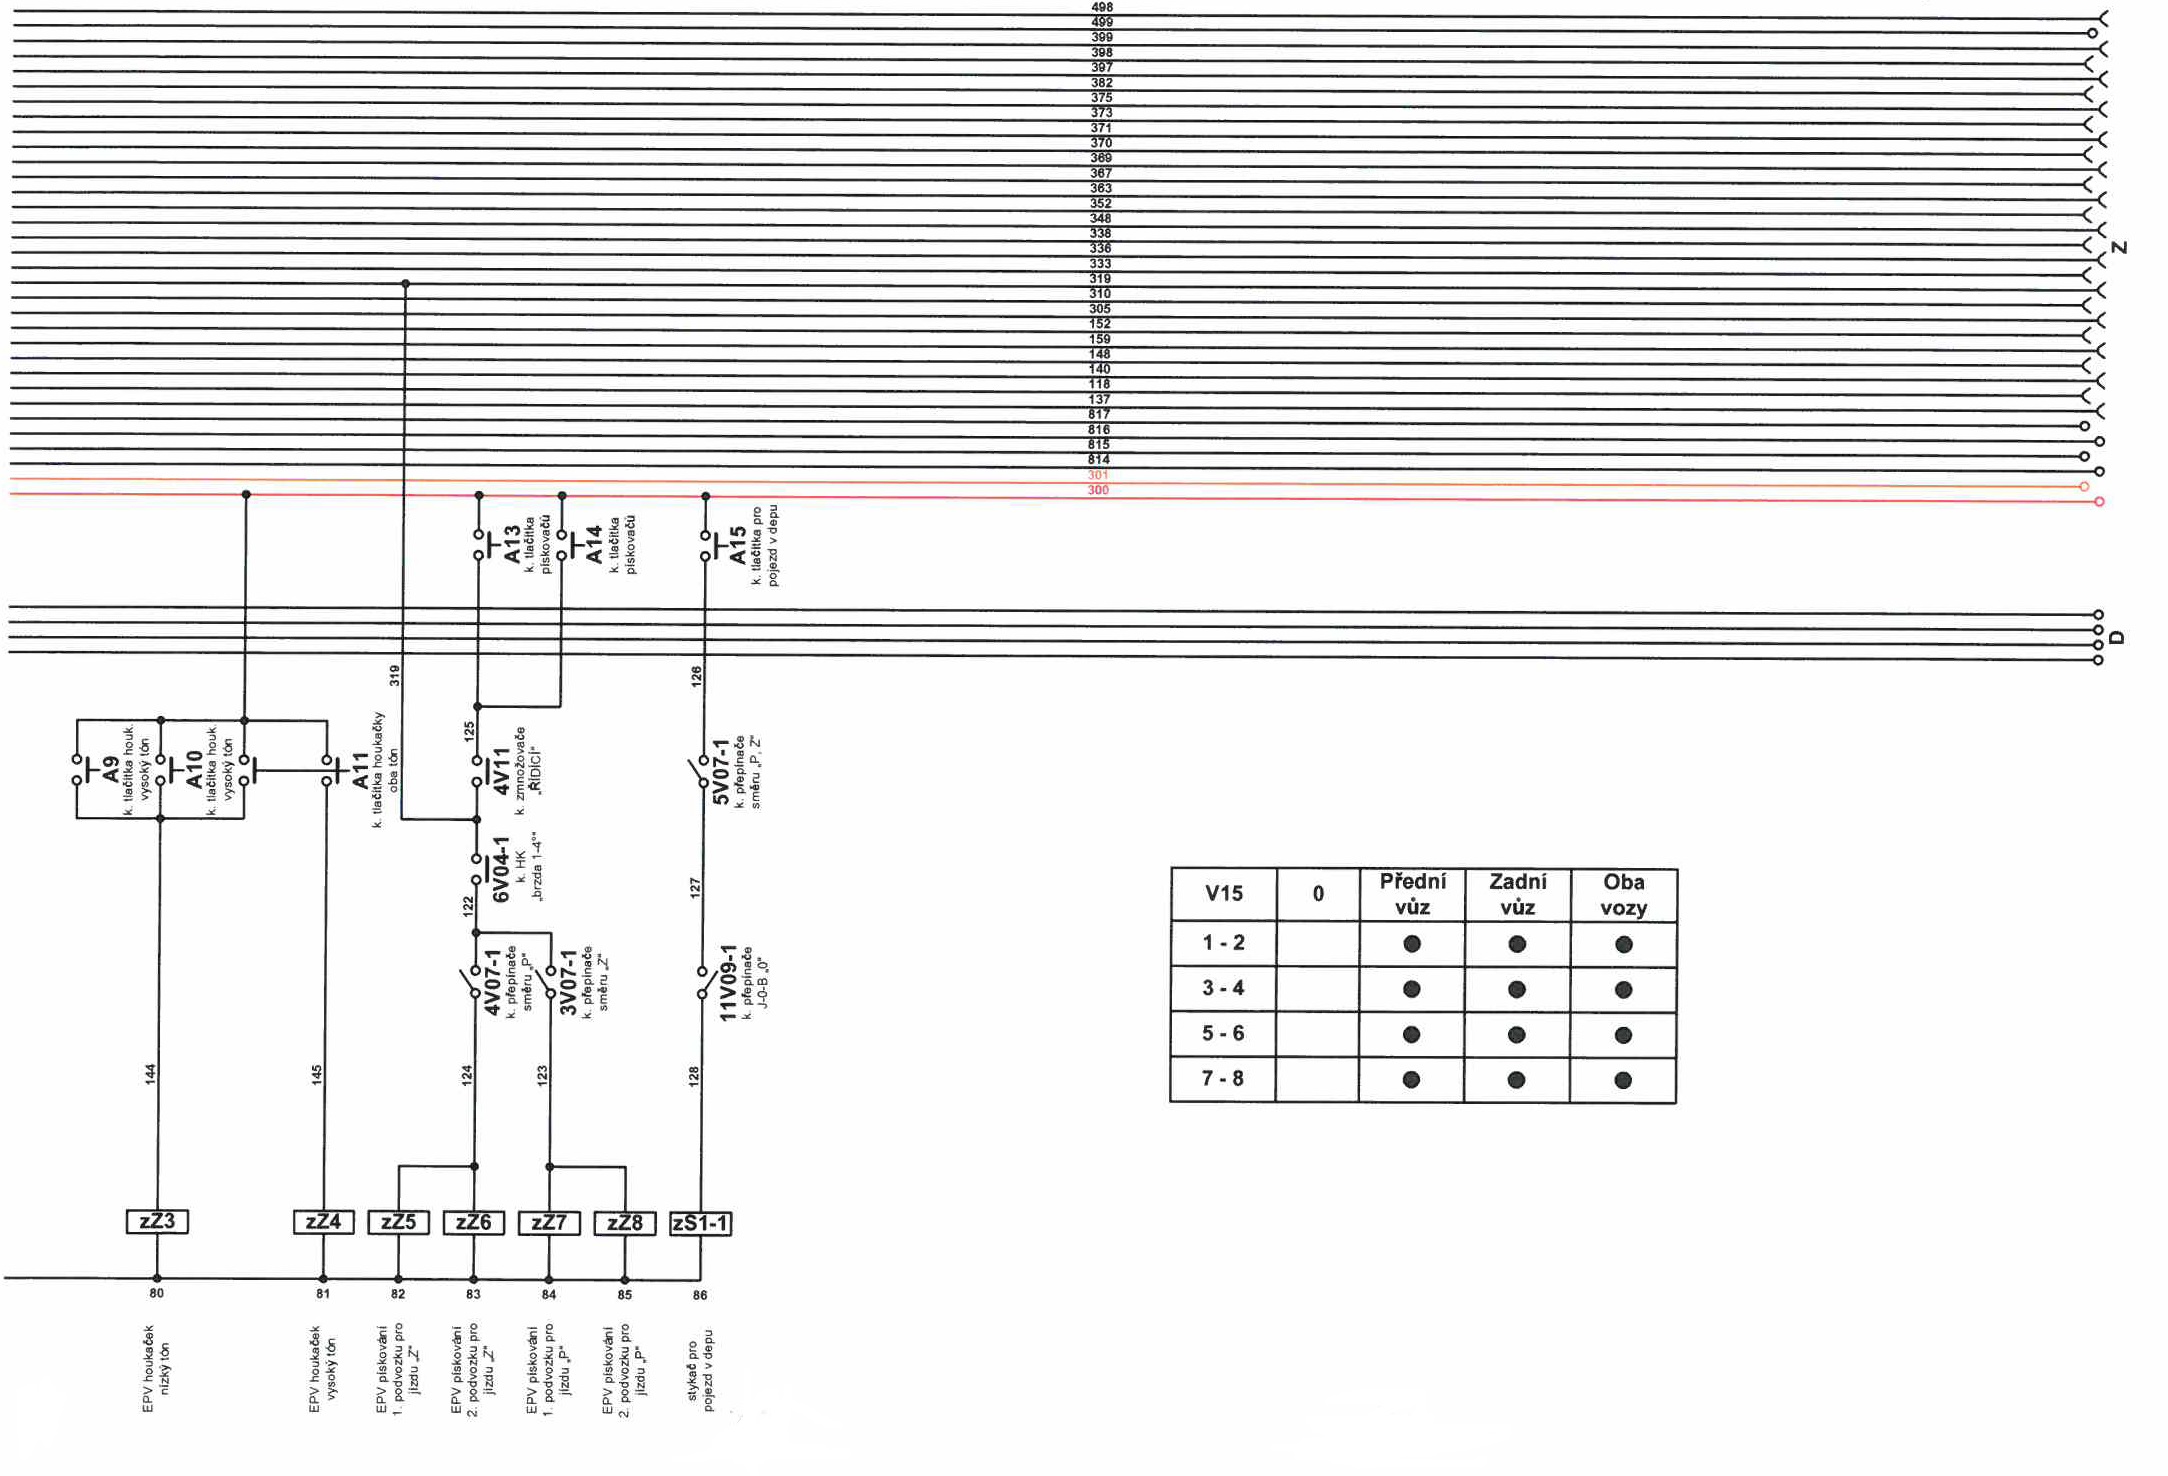 498
499
399
398
397
382
375
373
371
370
369
367
363
352
348
338
336
333
319
310
305
152
159
148
140
118
137
817
816
815
814
301
300
Z
D
A13
k. tlačítka
pískovačů
A14
k. tlačítka
pískovačů
A15
k. tlačítka pro
pojezd v depu
319
126
125
A9
k. tlačítka houk.
vysoký tón
A10
k. tlačítka houk.
vysoký tón
A11
k. tlačítka houkačky
oba tón
4V11
k. zmnožovače
„ŘÍDÍCÍ"
5V07-1
k. přepínače
směru „P, Z"
6V04-1
k. HK
„brzda 1-4°"
122
127
4V07-1
k. přepínače
směru „P"
3V07-1
k. přepínače
směru „Z"
11V09-1
k. přepínače
J-0-B „0"
144
145
124
123
128
zZ3
zZ4
zZ5
zZ6
zZ7
zZ8
zS1-1
80
81
82
83
84
85
86
EPV houkaček
nízký tón
EPV houkaček
vysoký tón
EPV pískování
1. podvozku pro
jízdu „Z"
EPV pískování
2. podvozku pro
jízdu „Z"
EPV pískování
1. podvozku pro
jízdu „P"
EPV pískování
2. podvozku pro
jízdu „P"
stykač pro
pojezd v depu
V15
0
Přední
vůz
Zadní
vůz
Oba
vozy
1 - 2
3 - 4
5 - 6
7 - 8